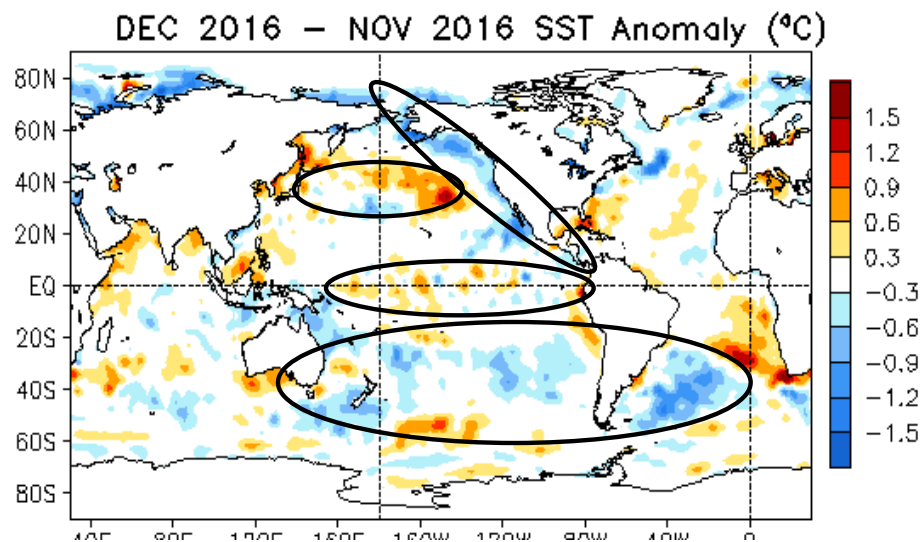 DEC 2016 – NOV 2016 SST Anomaly (°C)
80N
60N
40N
20N
EQ
20S
40S
60S
80S
40E 80E 120E 160E 160W 120W 80W 40W 0
1.5
1.2
0.9
0.6
0.3
−0.3
−0.6
−0.9
−1.2
−1.5